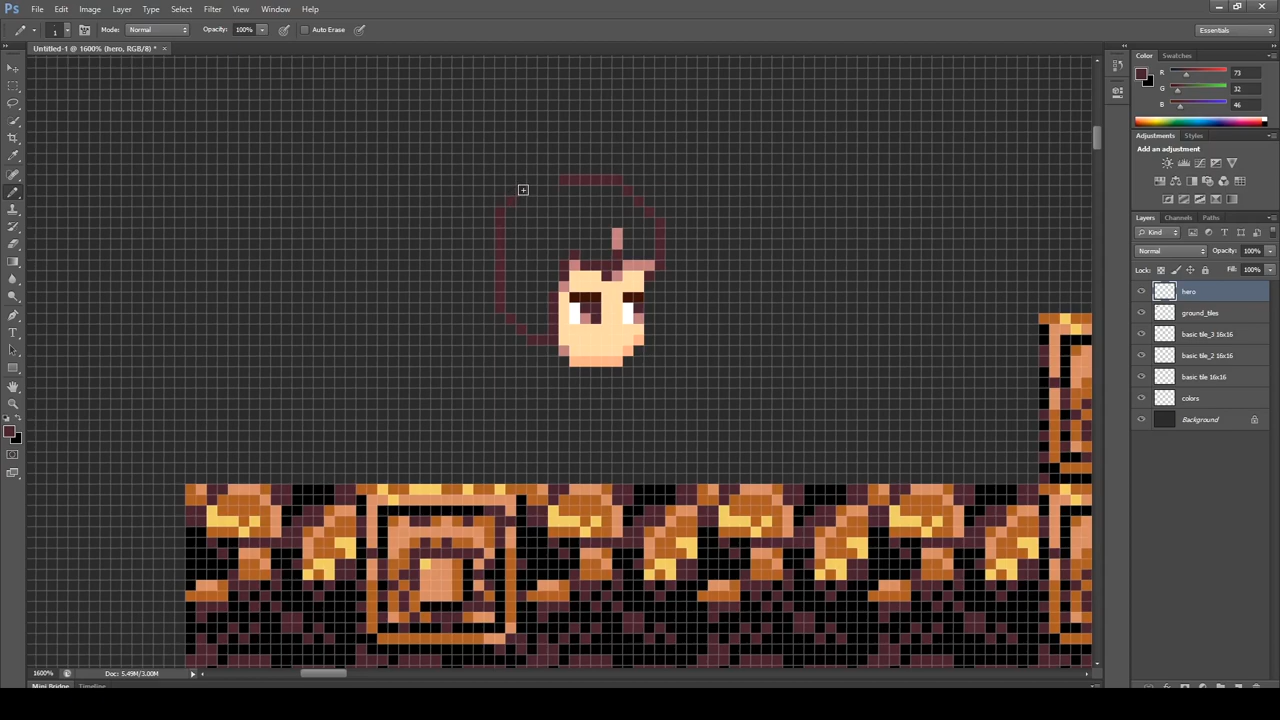 Ps File Edit Image Layer Type Select Filter View Window Help
1 Mode: Normal Opacity: 100% Auto Erase Essentials
Untitled-1 @ 1600% (hero, RGB/8) * ×
Color Swatches
R 73
G 32
B 46
Adjustments Styles
Add an adjustment
Layers Channels Paths
Kind
Normal Opacity: 100%
Lock: Fill: 100%
hero
ground_tiles
basic tile_3 16x16
basic tile_2 16x16
basic tile 16x16
colors
Background
1600% Doc: 5.49M/3.00M
Mini Bridge Timeline